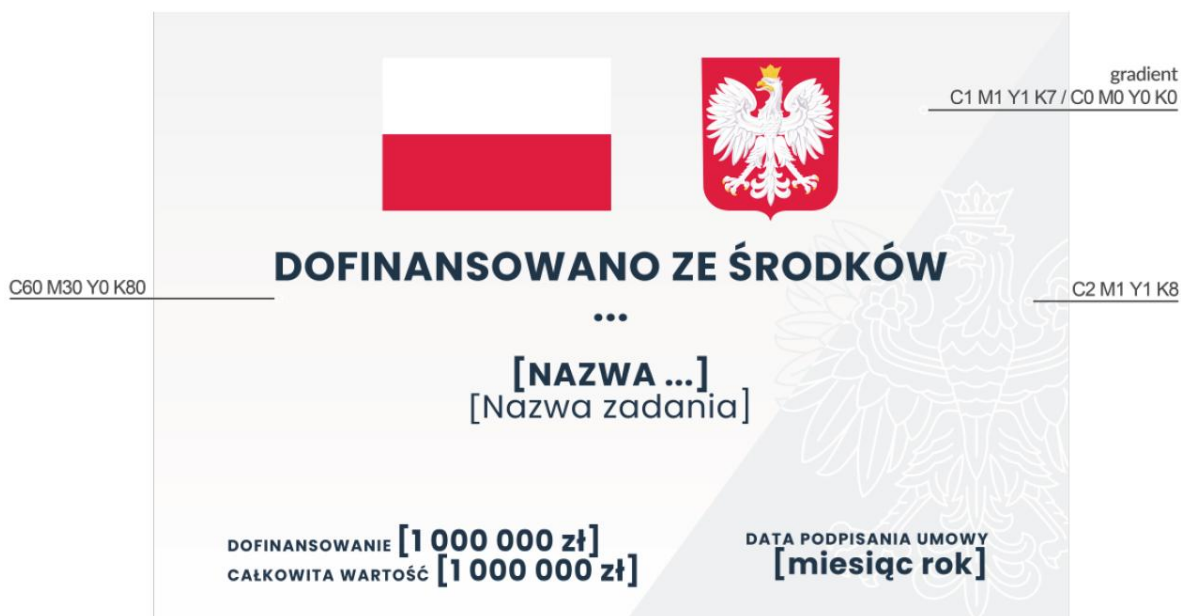 gradient
C1 M1 Y1 K7 / C0 M0 Y0 K0
DOFINANSOWANO ZE ŚRODKÓW
C60 M30 Y0 K80
C2 M1 Y1 K8
...
[NAZWA ...]
[Nazwa zadania]
DOFINANSOWANIE [1 000 000 zł]
CAŁKOWITA WARTOŚĆ [1 000 000 zł]
DATA PODPISANIA UMOWY
[miesiąc rok]